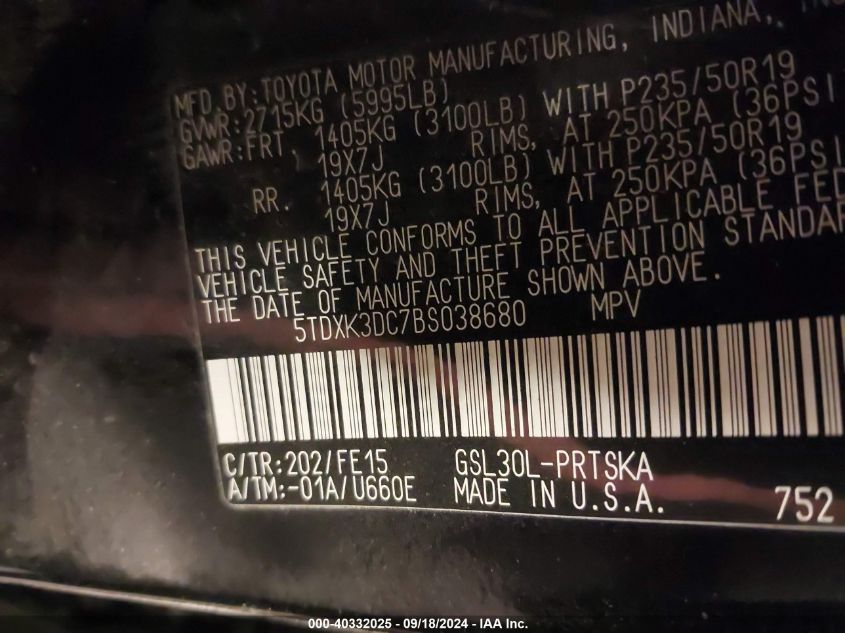 MFD.BY:TOYOTA MOTOR MANUFACTURING, INDIANA,
GVWR:2715KG (5995LB)
GAWR:FRT 1405KG (3100LB) WITH P235/50R19
19X7J RIMS, AT 250KPA (36PSI
RR. 1405KG (3100LB) WITH P235/50R19
19X7J RIMS, AT 250KPA (36PSI
THIS VEHICLE CONFORMS TO ALL APPLICABLE FED
VEHICLE SAFETY AND THEFT PREVENTION STANDAR
THE DATE OF MANUFACTURE SHOWN ABOVE.
5TDXK3DC7BS038680 MPV
C/TR:202/FE15 GSL30L-PRTSKA
A/TM:-01A/U660E MADE IN U.S.A.
752
000-40332025 - 09/18/2024 - IAA Inc.